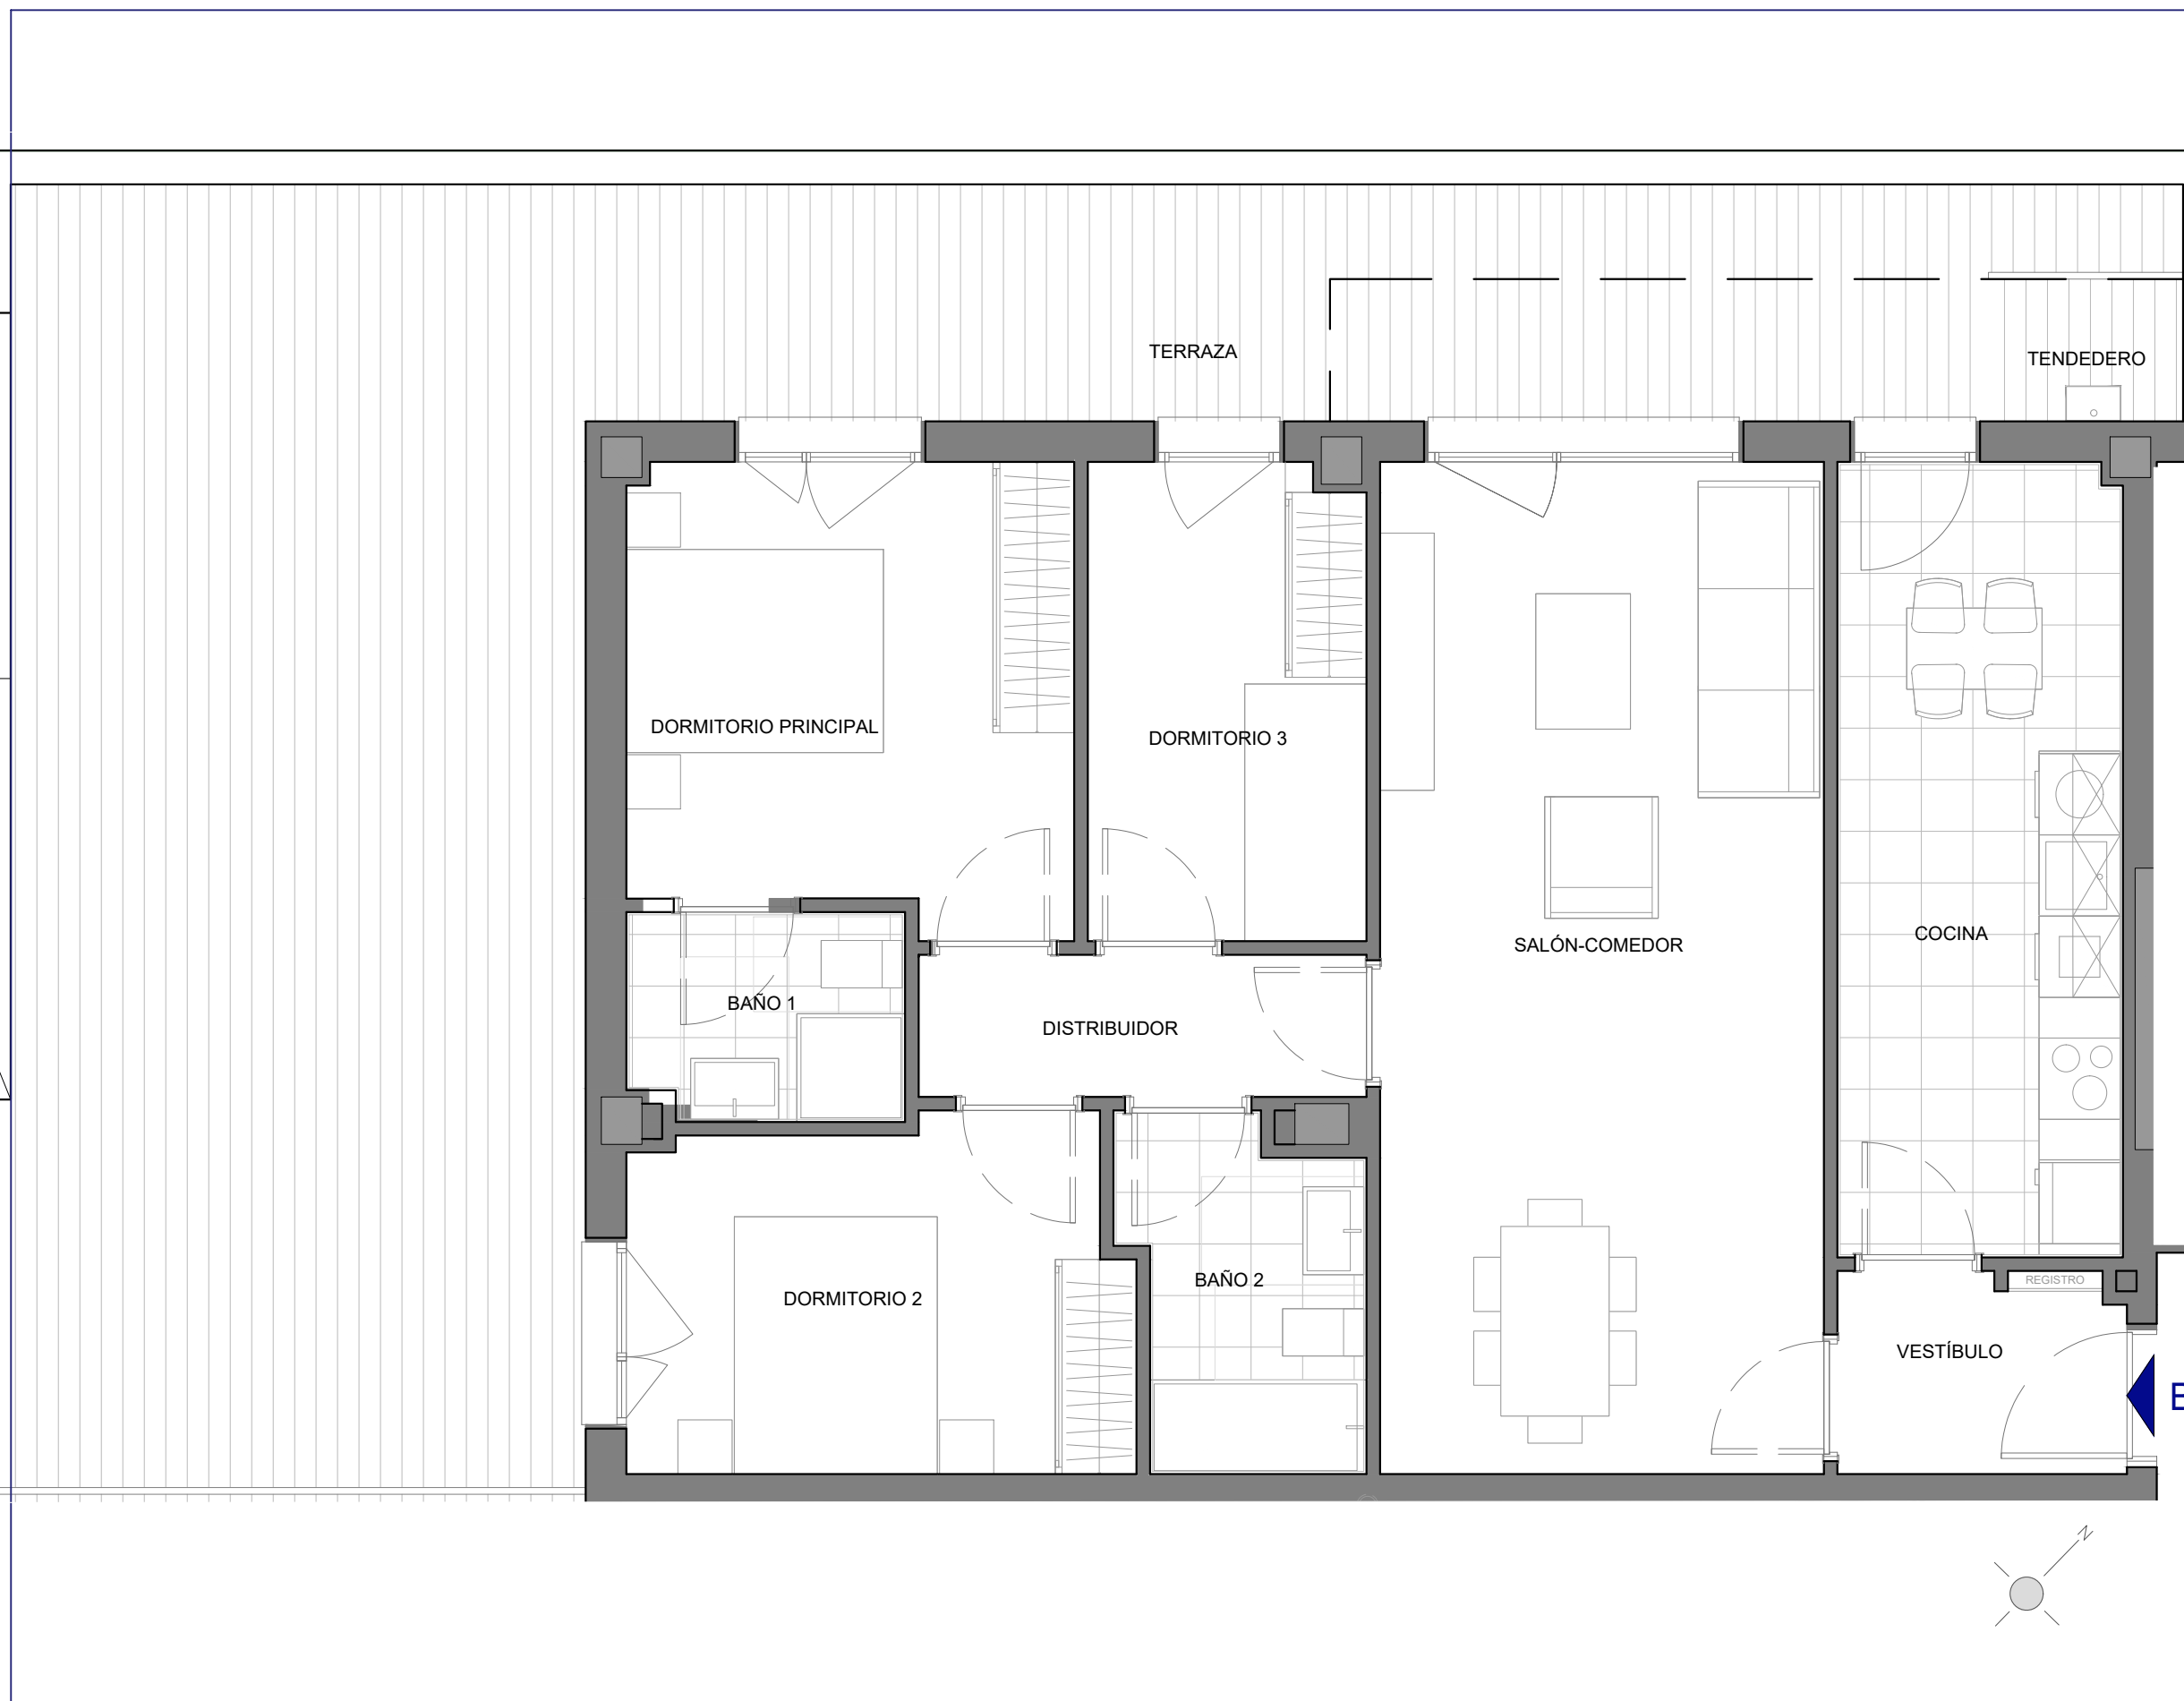 TERRAZA
TENDEDERO
DORMITORIO PRINCIPAL
DORMITORIO 3
SALÓN-COMEDOR
COCINA
BAÑO 1
DISTRIBUIDOR
BAÑO 2
DORMITORIO 2
REGISTRO
VESTÍBULO
E
N